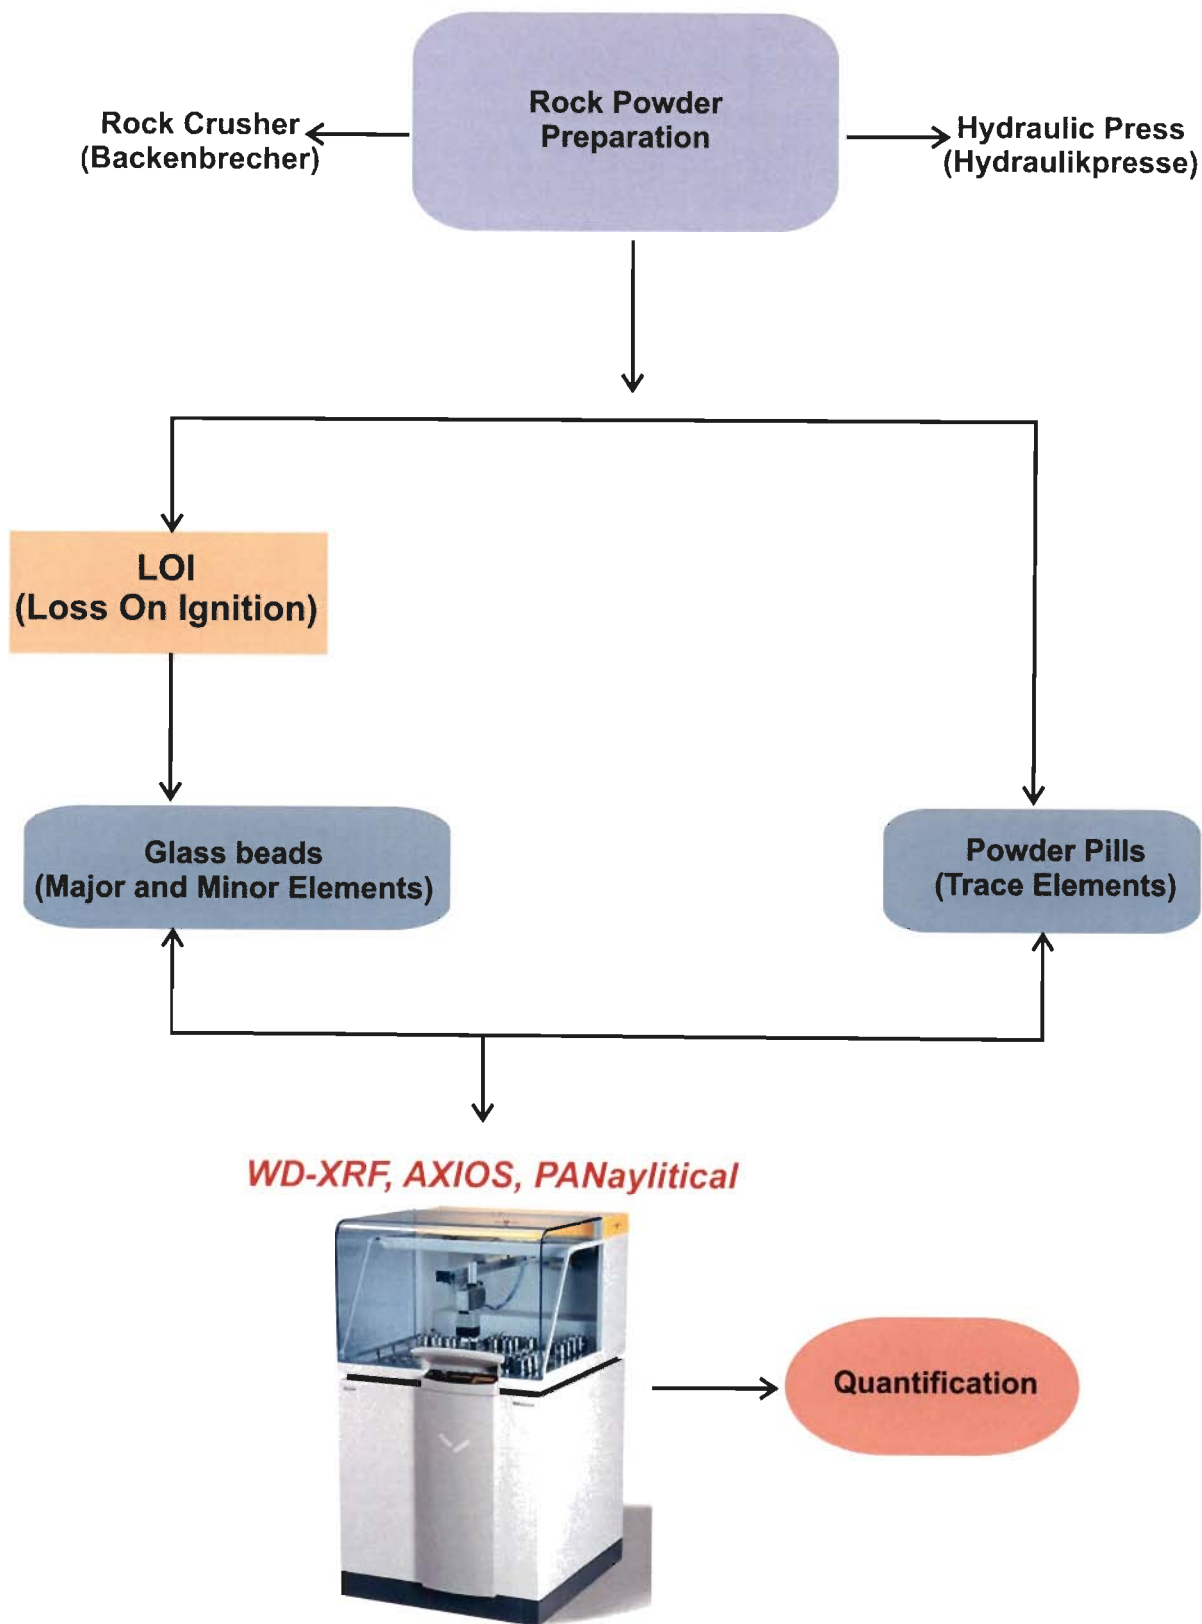 Rock Powder
Preparation
Rock Crusher
(Backenbrecher)
Hydraulic Press
(Hydraulikpresse)
LOI
(Loss On Ignition)
Glass beads
(Major and Minor Elements)
Powder Pills
(Trace Elements)
WD-XRF, AXIOS, PANaylitical
Quantification